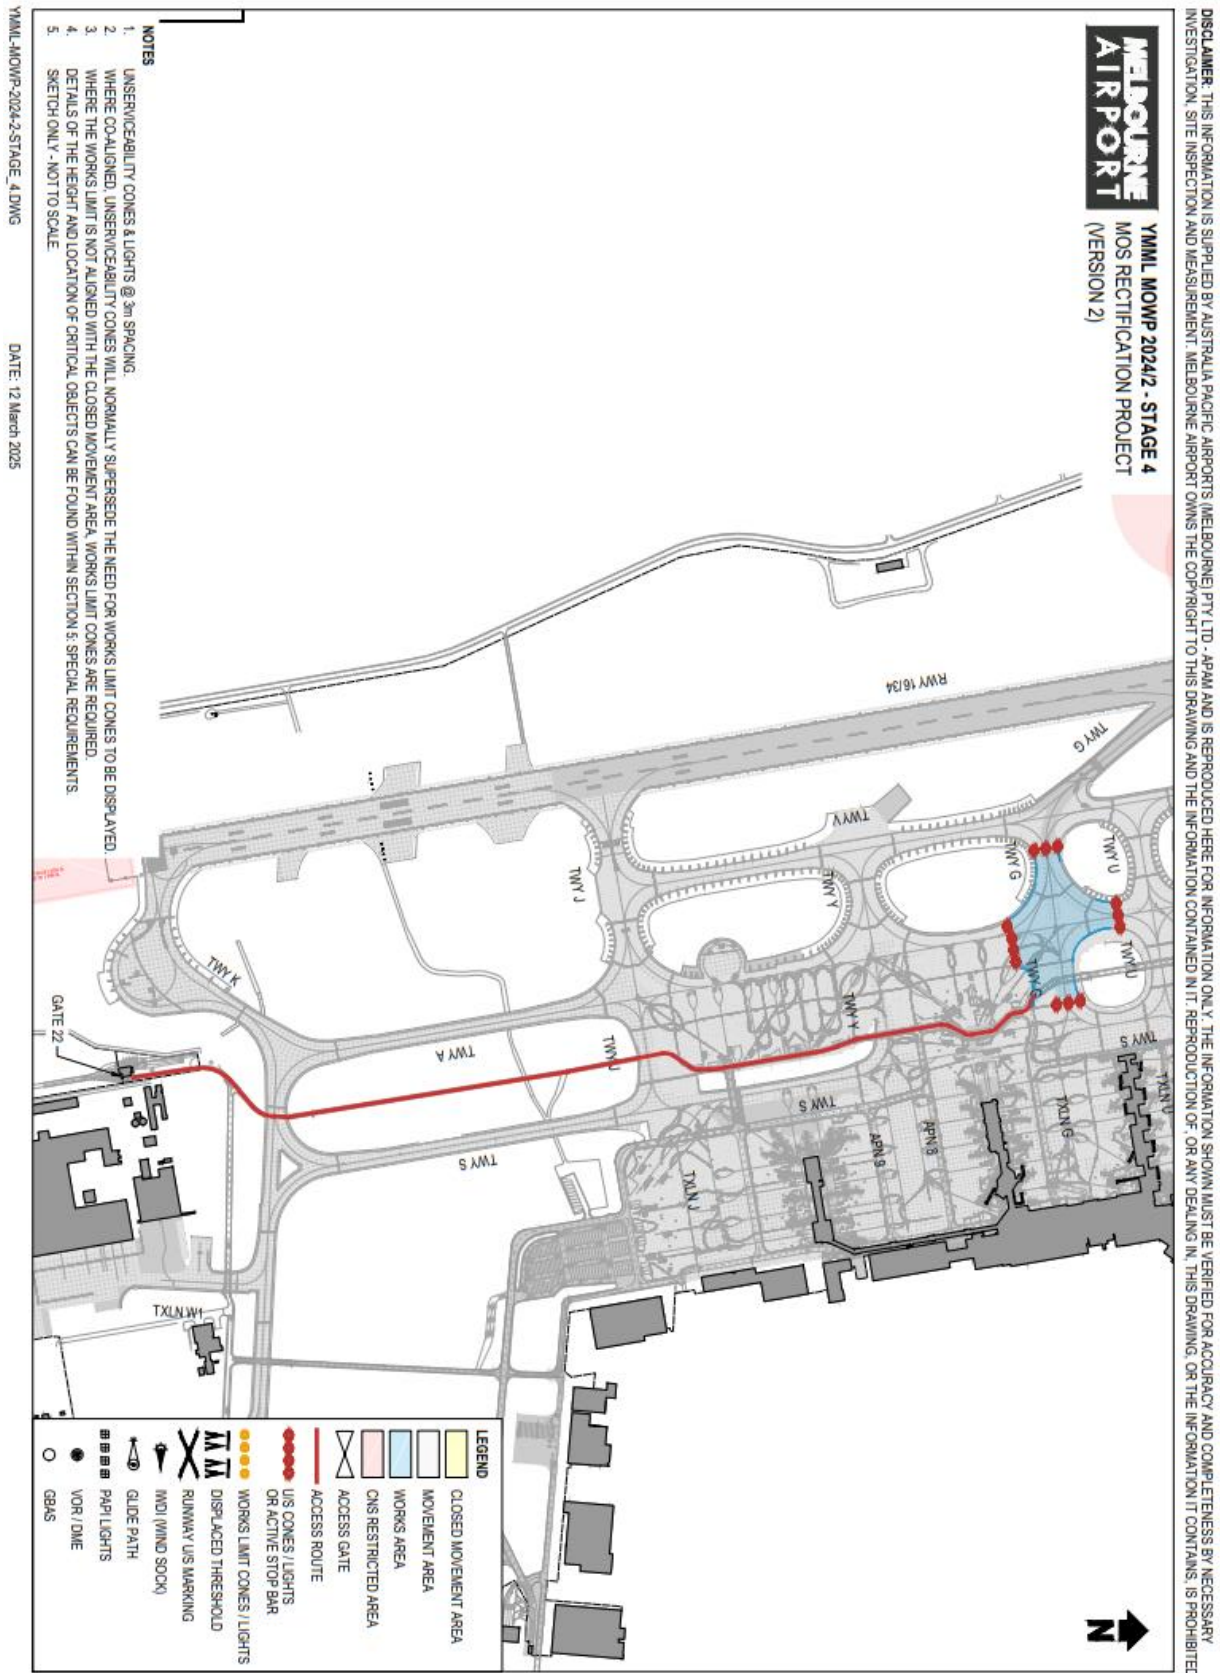 DISCLAIMER: THIS INFORMATION IS SUPPLIED BY AUSTRALIA PACIFIC AIRPORTS (MELBOURNE) PTY LTD - APAM AND IS REPRODUCED HERE FOR INFORMATION ONLY. THE INFORMATION SHOWN MUST BE VERIFIED FOR ACCURACY AND COMPLETENESS BY NECESSARY
INVESTIGATION, SITE INSPECTION AND MEASUREMENT. MELBOURNE AIRPORT OWNS THE COPYRIGHT TO THIS DRAWING AND THE INFORMATION CONTAINED IN IT. REPRODUCTION OF, OR ANY DEALING IN, THIS DRAWING, OR THE INFORMATION IT CONTAINS, IS PROHIBITED
MELBOURNE
AIRPORT
YMML MOWP 2024/2 - STAGE 4
MOS RECTIFICATION PROJECT
(VERSION 2)
N
RWY 16/34
TWY G
TWY V
TWY G
TWY U
TWY U
TWY G
TWY Y
TWY J
TWY Y
TWY S
TXLN U
TXLN G
TWY K
TWY A
TWY J
TWY S
APN 9
APN 8
TWY S
TXLN J
GATE 22
TXLN W1
NOTES
1. UNSERVICEABILITY CONES & LIGHTS @ 3m SPACING.
2. WHERE CO-ALIGNED, UNSERVICEABILITY CONES WILL NORMALLY SUPERSEDE THE NEED FOR WORKS LIMIT CONES TO BE DISPLAYED.
3. WHERE THE WORKS LIMIT IS NOT ALIGNED WITH THE CLOSED MOVEMENT AREA, WORKS LIMIT CONES ARE REQUIRED.
4. DETAILS OF THE HEIGHT AND LOCATION OF CRITICAL OBJECTS CAN BE FOUND WITHIN SECTION 5: SPECIAL REQUIREMENTS.
5. SKETCH ONLY - NOT TO SCALE.
LEGEND
CLOSED MOVEMENT AREA
MOVEMENT AREA
WORKS AREA
CNS RESTRICTED AREA
ACCESS GATE
ACCESS ROUTE
U/S CONES / LIGHTS
OR ACTIVE STOP BAR
WORKS LIMIT CONES / LIGHTS
DISPLACED THRESHOLD
RUNWAY U/S MARKING
IWDI (WIND SOCK)
GLIDE PATH
PAPI LIGHTS
VOR / DME
GBAS
YMML-MOWP-2024-2-STAGE_4.DWG DATE: 12 March 2025